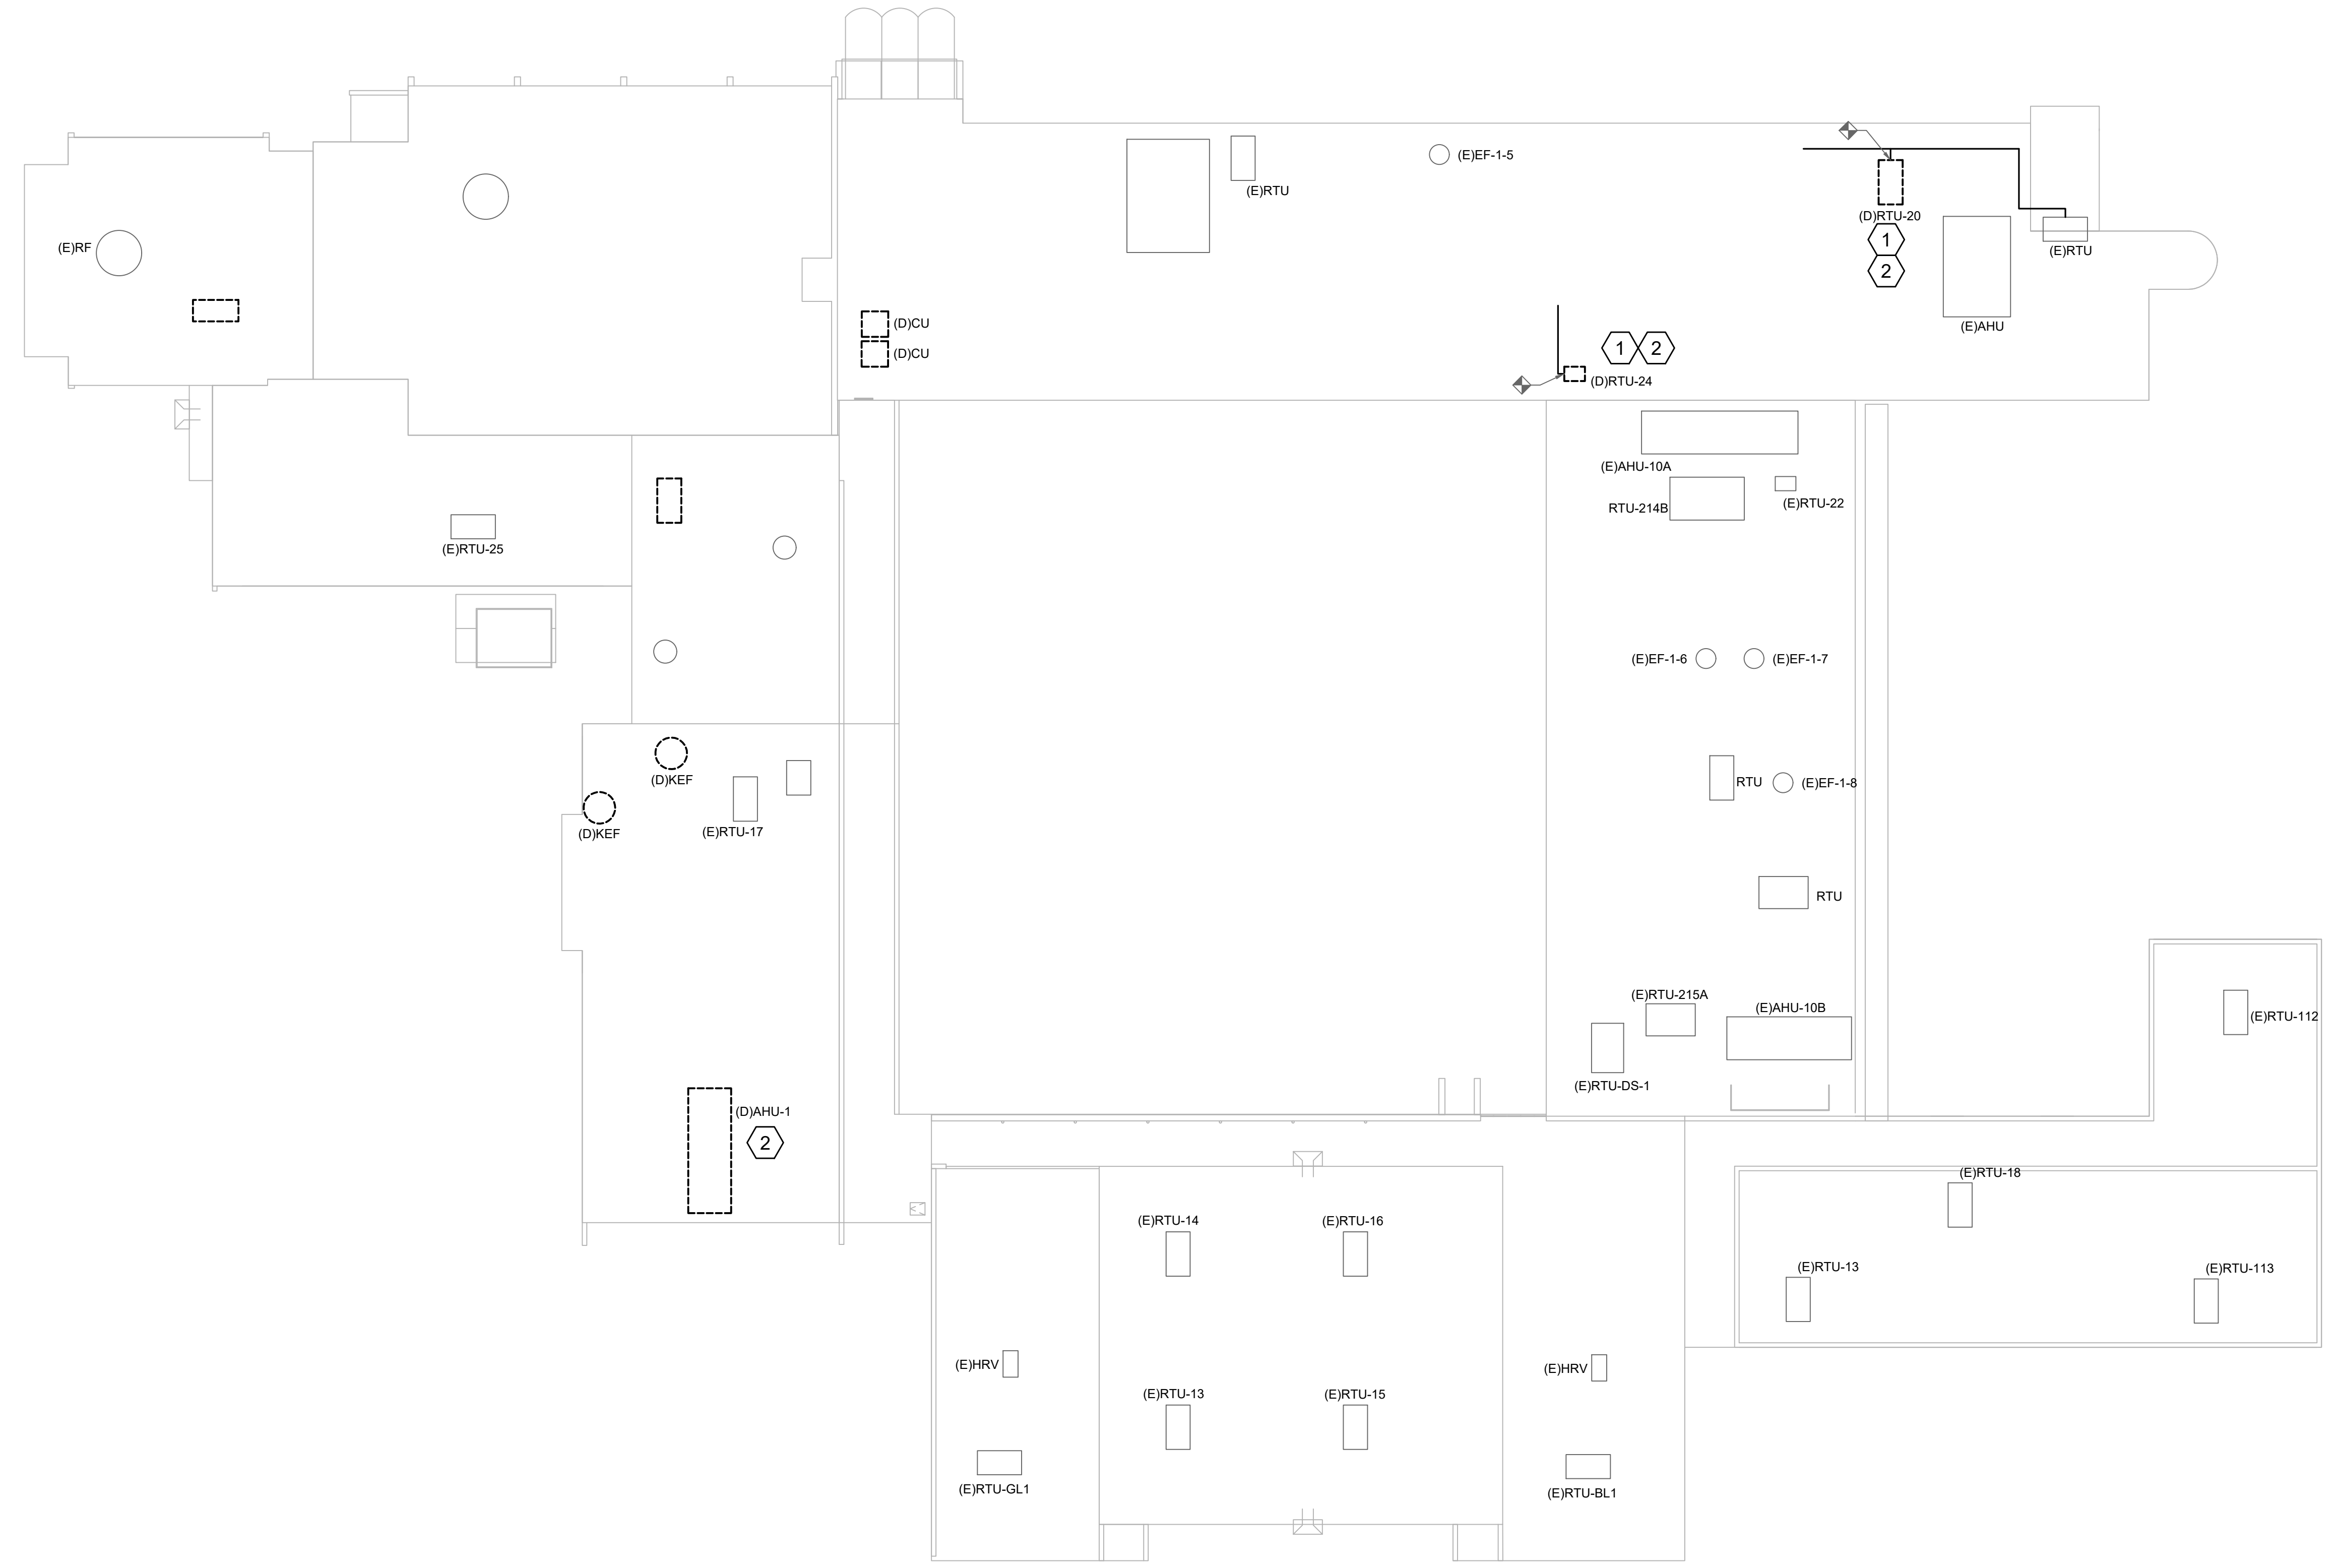 (E)EF-1-5
(E)RTU
(D)RTU-20
1
2
(E)RF
(E)RTU
(E)AHU
(D)CU
(D)CU
1
2
(D)RTU-24
(E)AHU-10A
RTU-214B
(E)RTU-22
(E)RTU-25
(E)EF-1-6
(E)EF-1-7
(D)KEF
(D)KEF
(E)RTU-17
RTU
(E)EF-1-8
RTU
(E)RTU-215A
(E)AHU-10B
(E)RTU-112
(E)RTU-DS-1
(D)AHU-1
2
(E)RTU-18
(E)RTU-14
(E)RTU-16
(E)RTU-13
(E)RTU-113
(E)HRV
(E)HRV
(E)RTU-13
(E)RTU-15
(E)RTU-GL1
(E)RTU-BL1